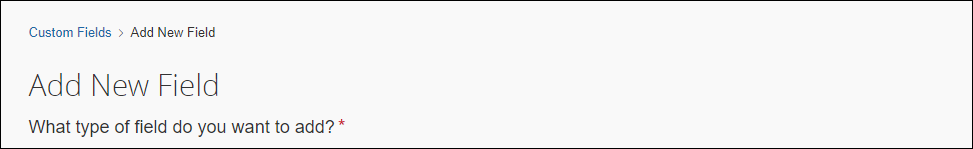 Custom Fields > Add New Field
Add New Field
What type of field do you want to add? *